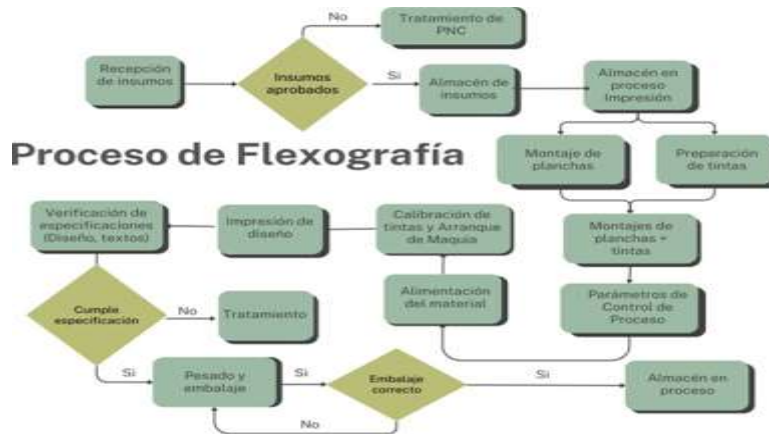 No
Tratamiento de
PNC
Recepción
de insumos
Insumos
aprobados
Si
Almacén de
insumos
Almacén en
proceso
Impresión
Proceso de Flexografía
Montaje de
planchas
Preparación
de tintas
Verificación de
especificaciones
(Diseño, textos)
Impresión de
diseño
Calibración de
tintas y Arranque
de Maquia
Montajes de
planchas +
tintas
Alimentación
del material
Parámetros de
Control de
Proceso
Cumple
especificación
No
Tratamiento
Si
Pesado y
embalaje
Si
Embalaje
correcto
Si
Almacén en
proceso
No